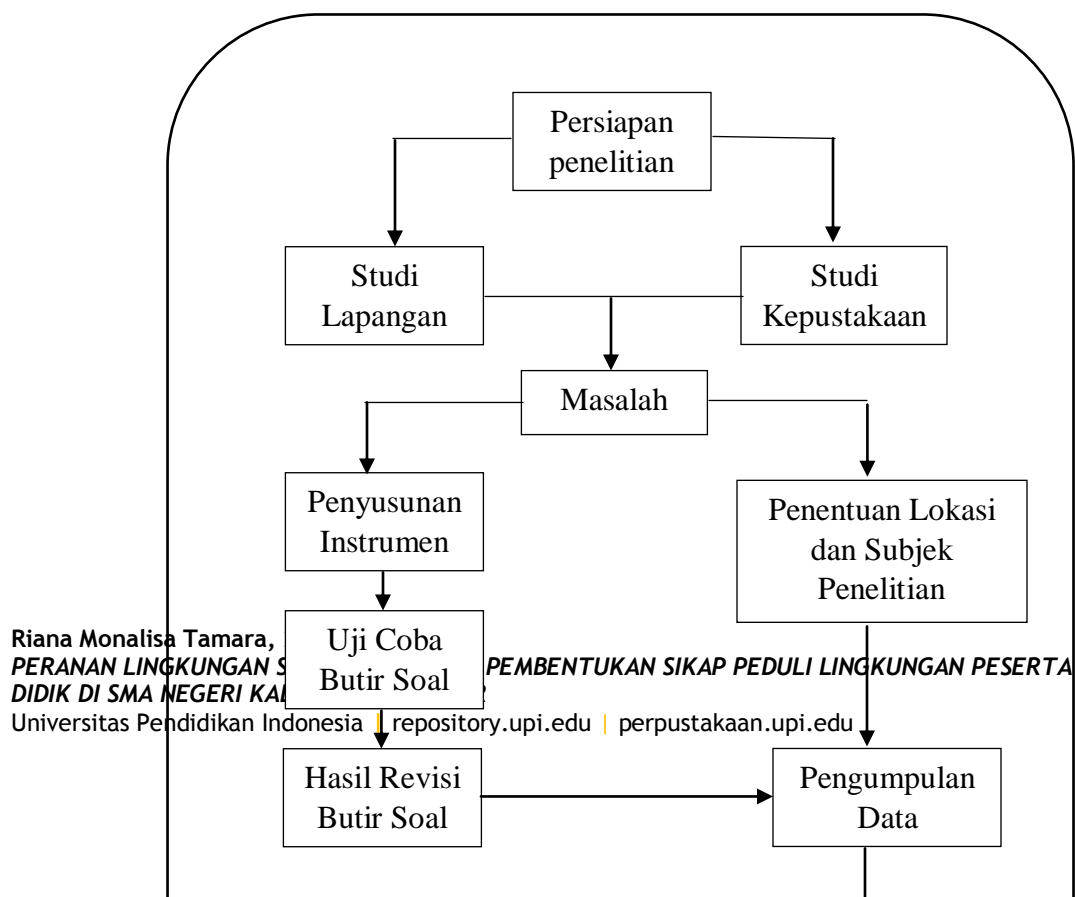 Persiapan
penelitian
Studi
Lapangan
Studi
Kepustakaan
Masalah
Penyusunan
Instrumen
Penentuan Lokasi
dan Subjek
Penelitian
Uji Coba
Butir Soal
Riana Monalisa Tamara,
PERANAN LINGKUNGAN PEMBENTUKAN SIKAP PEDULI LINGKUNGAN PESERTA
DIDIK DI SMA NEGERI
Universitas Pendidikan Indonesia | repository.upi.edu | perpustakaan.upi.edu
Hasil Revisi
Butir Soal
Pengumpulan
Data